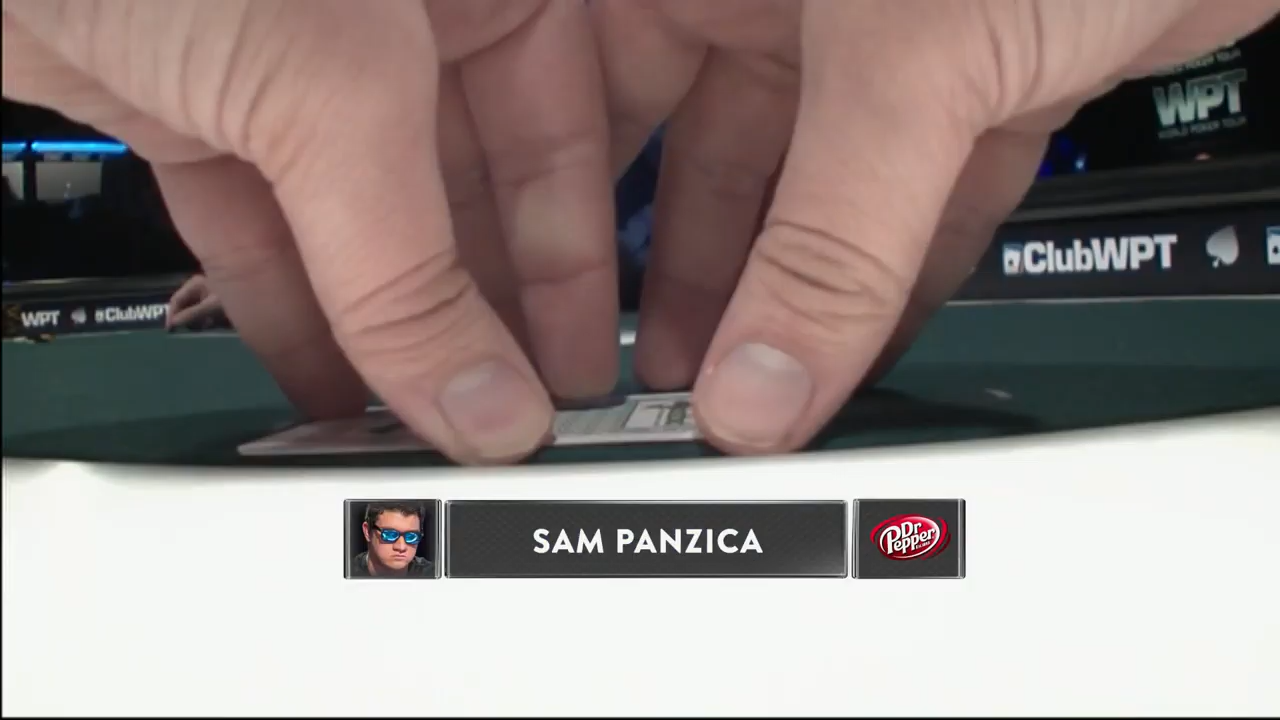 WPT
WORLD POKER TOUR
ClubWPT
WPT
ClubWPT
SAM PANZICA
Dr
Pepper